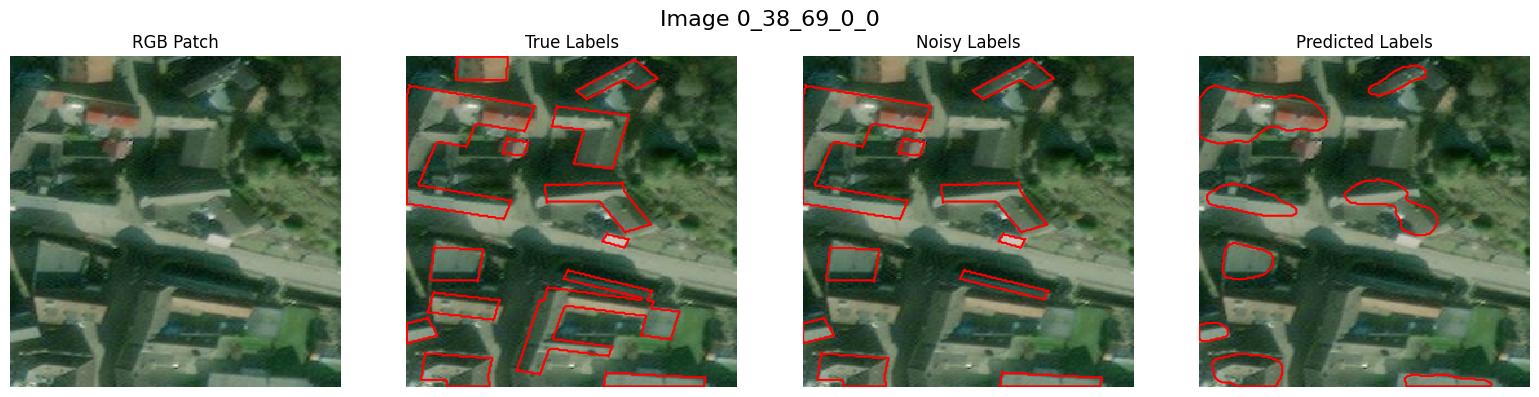 Image 0_38_69_0_0
RGB Patch
True Labels
Noisy Labels
Predicted Labels